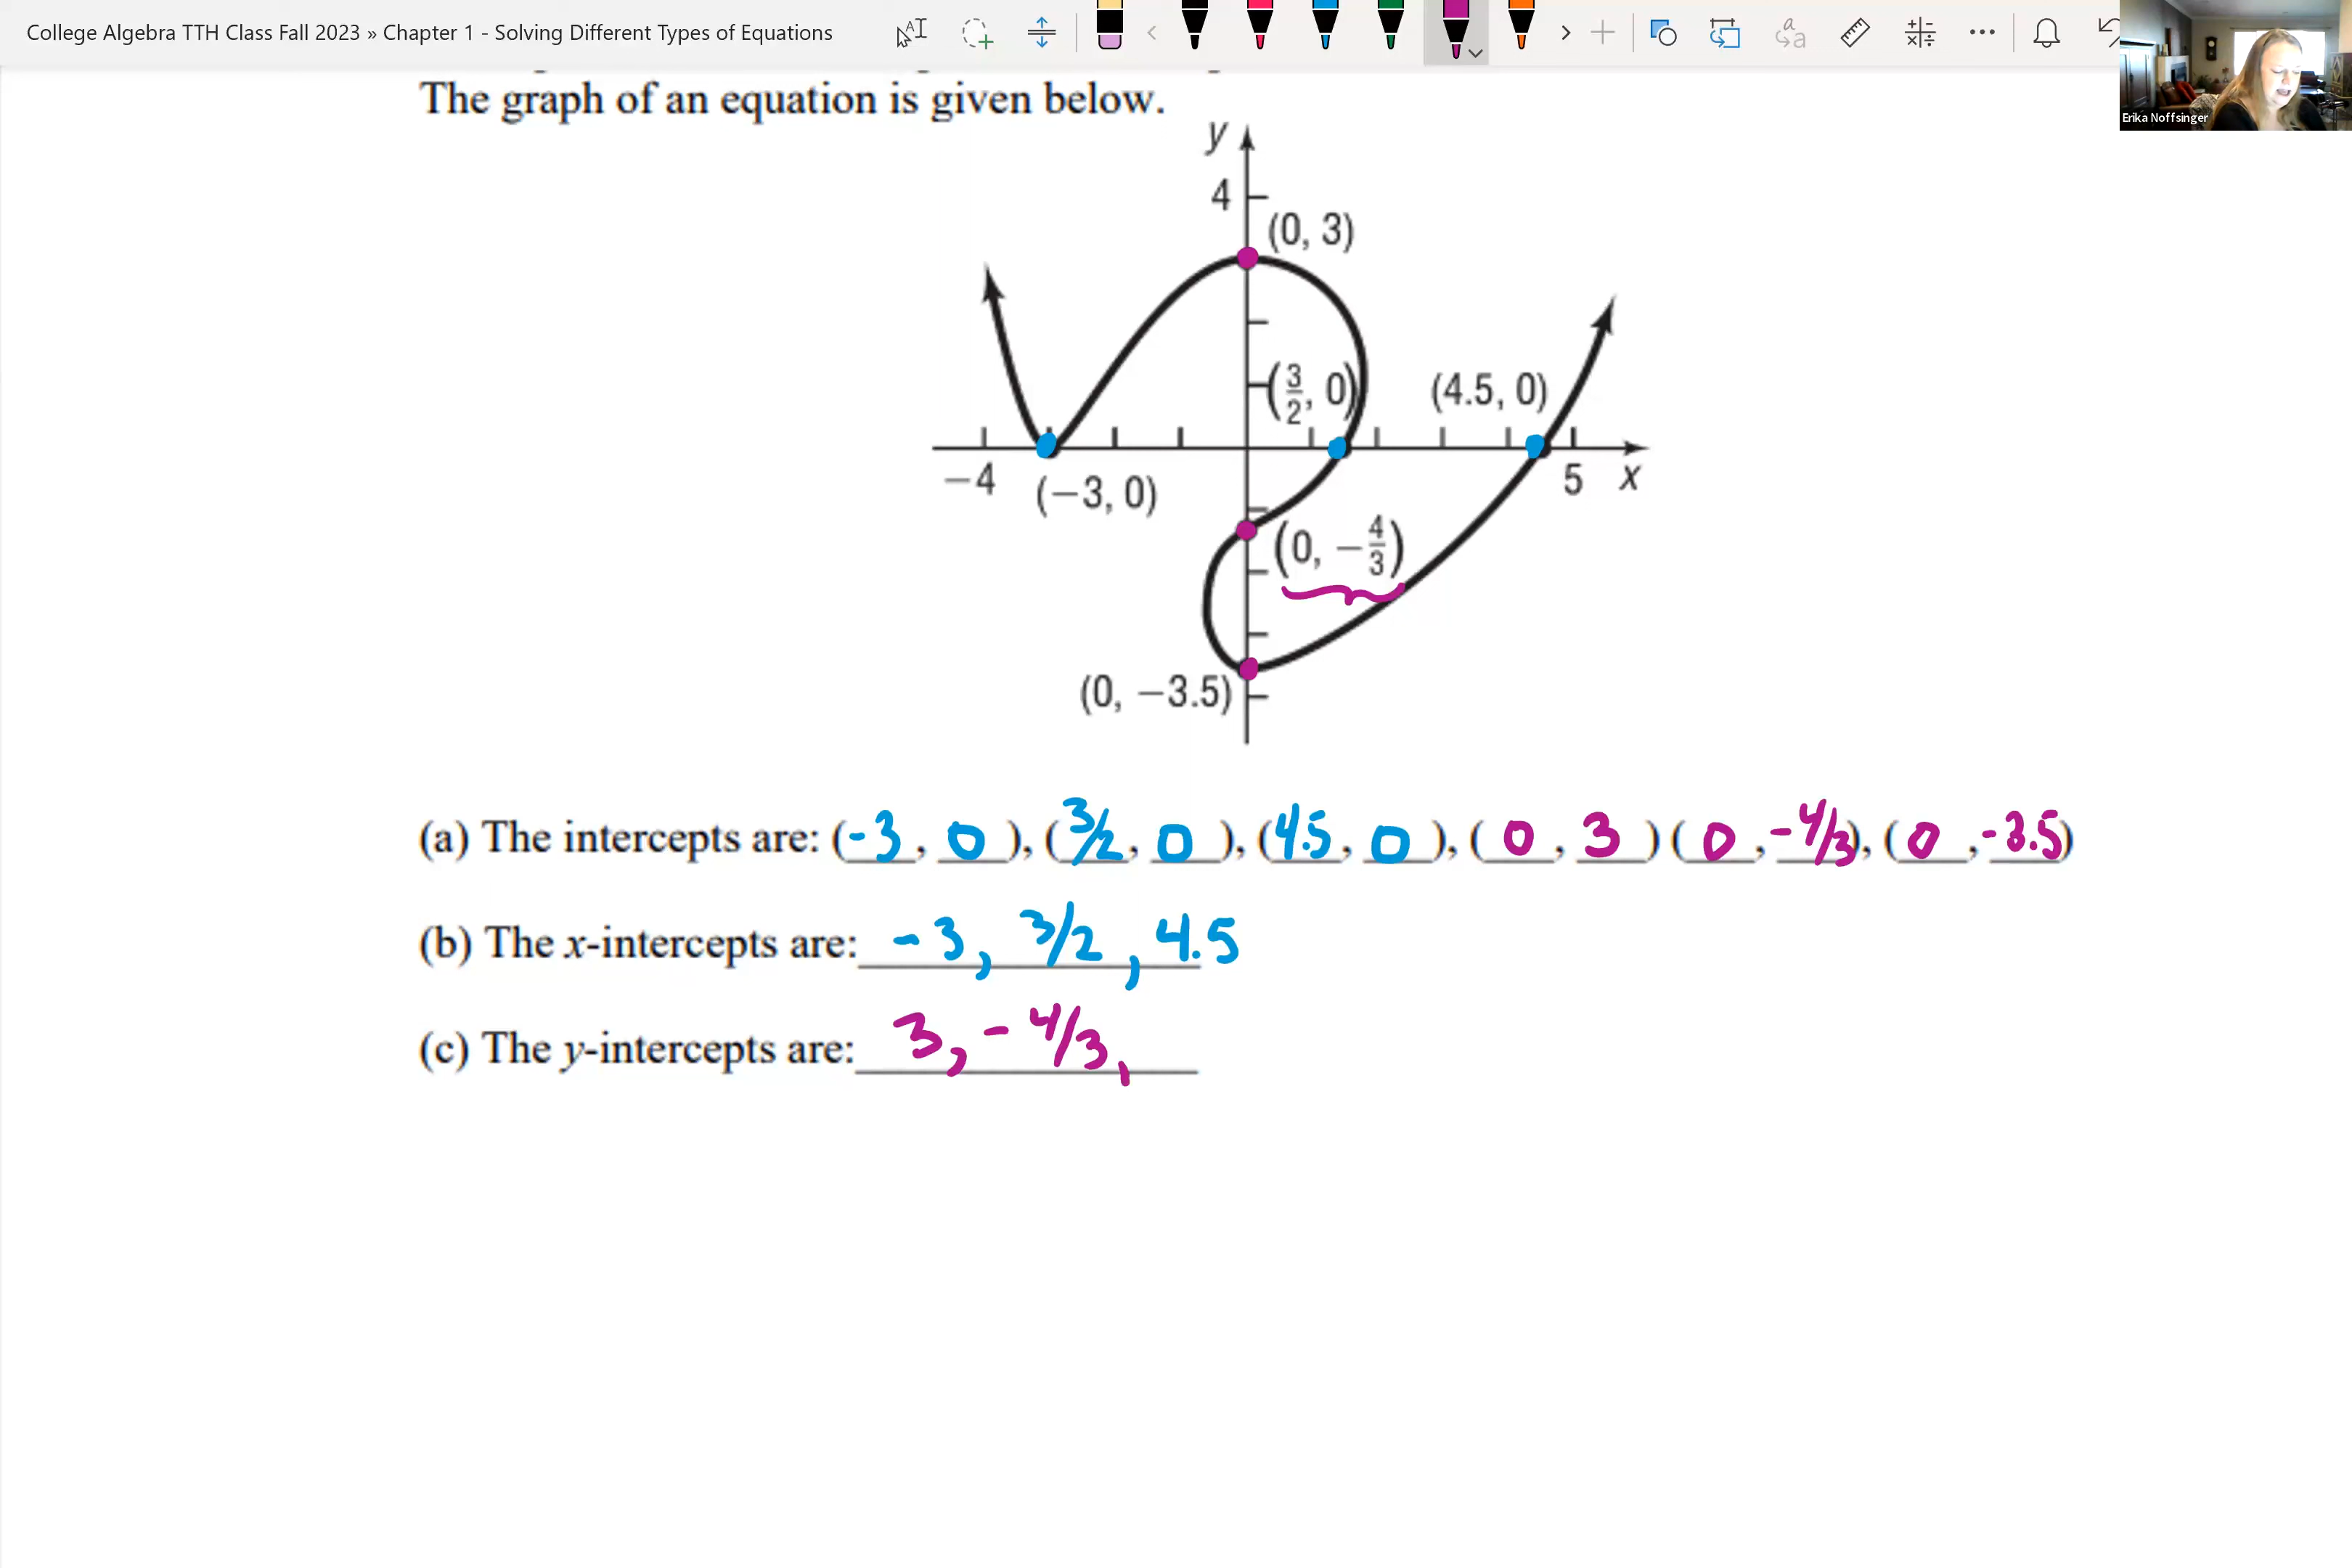 College Algebra TTH Class Fall 2023 » Chapter 1 - Solving Different Types of Equations
Erika Noffsinger
The graph of an equation is given below.
y
4
(0, 3)
(3/2, 0)
(4.5, 0)
−4
(−3, 0)
5
x
(0, −4/3)
(0, −3.5)
(a) The intercepts are: (-3, 0), (3/2, 0), (4.5, 0), (0, 3) (0, -4/3), (0, -3.5)
(b) The x-intercepts are: -3, 3/2, 4.5
(c) The y-intercepts are: 3, -4/3,